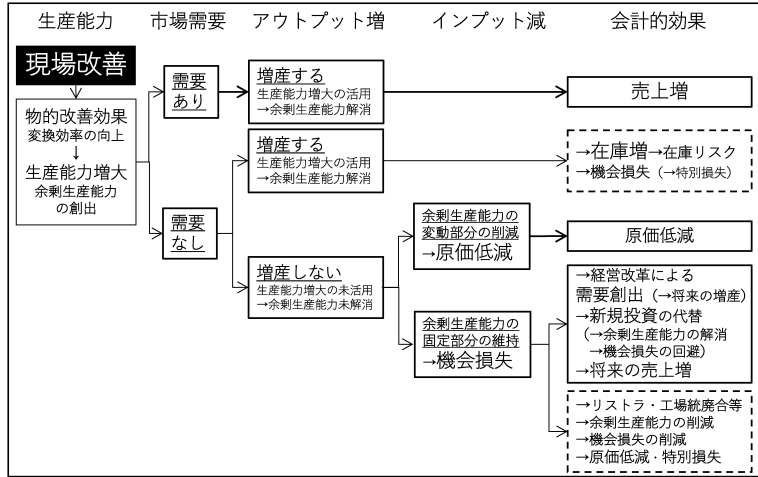 生産能力 市場需要 アウトプット増 インプット減 会計的効果
現場改善
物的改善効果
変換効率の向上
↓
生産能力増大
余剰生産能力
の創出
需要
あり
需要
なし
増産する
生産能力増大の活用
→余剰生産能力解消
増産する
生産能力増大の活用
→余剰生産能力解消
増産しない
生産能力増大の未活用
→余剰生産能力未解消
余剰生産能力の
変動部分の削減
→原価低減
余剰生産能力の
固定部分の維持
→機会損失
売上増
→在庫増→在庫リスク
→機会損失（→特別損失）
原価低減
→経営改革による
需要創出（→将来の増産）
→新規投資の代替
（→余剰生産能力の解消
→機会損失の回避）
→将来の売上増
→リストラ・工場統廃合等
→余剰生産能力の削減
→機会損失の削減
→原価低減・特別損失